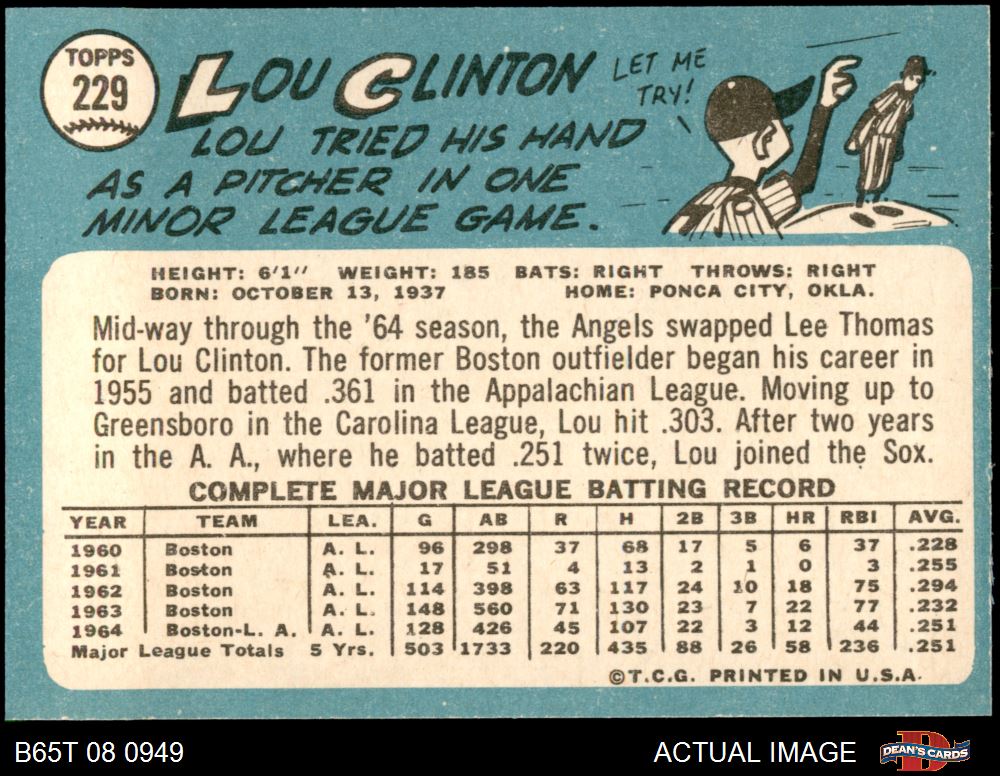 TOPPS
229
LOU CLINTON
LET ME
TRY!
LOU TRIED HIS HAND
AS A PITCHER IN ONE
MINOR LEAGUE GAME.
HEIGHT: 6'1" WEIGHT: 185 BATS: RIGHT THROWS: RIGHT
BORN: OCTOBER 13, 1937 HOME: PONCA CITY, OKLA.
Mid-way through the '64 season, the Angels swapped Lee Thomas
for Lou Clinton. The former Boston outfielder began his career in
1955 and batted .361 in the Appalachian League. Moving up to
Greensboro in the Carolina League, Lou hit .303. After two years
in the A. A., where he batted .251 twice, Lou joined the Sox.
COMPLETE MAJOR LEAGUE BATTING RECORD
YEAR TEAM LEA. G AB R H 2B 3B HR RBI AVG.
1960 Boston A. L. 96 298 37 68 17 5 6 37 .228
1961 Boston A. L. 17 51 4 13 2 1 0 3 .255
1962 Boston A. L. 114 398 63 117 24 10 18 75 .294
1963 Boston A. L. 148 560 71 130 23 7 22 77 .232
1964 Boston-L. A. A. L. 128 426 45 107 22 3 12 44 .251
Major League Totals 5 Yrs. 503 1733 220 435 88 26 58 236 .251
©T.C.G. PRINTED IN U.S.A.
B65T 08 0949 ACTUAL IMAGE DEAN'S CARDS